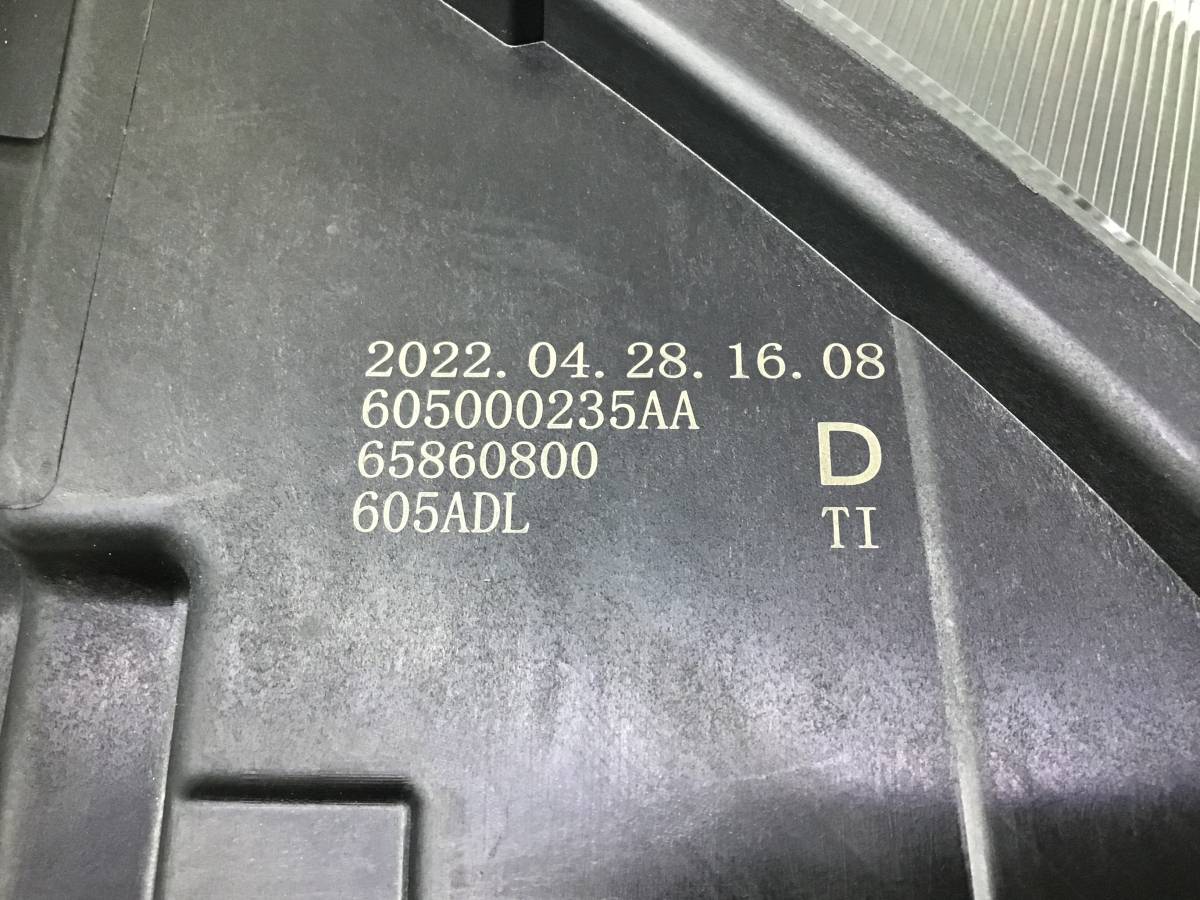 2022. 04. 28. 16. 08
605000235AA
65860800
D
605ADL
TI